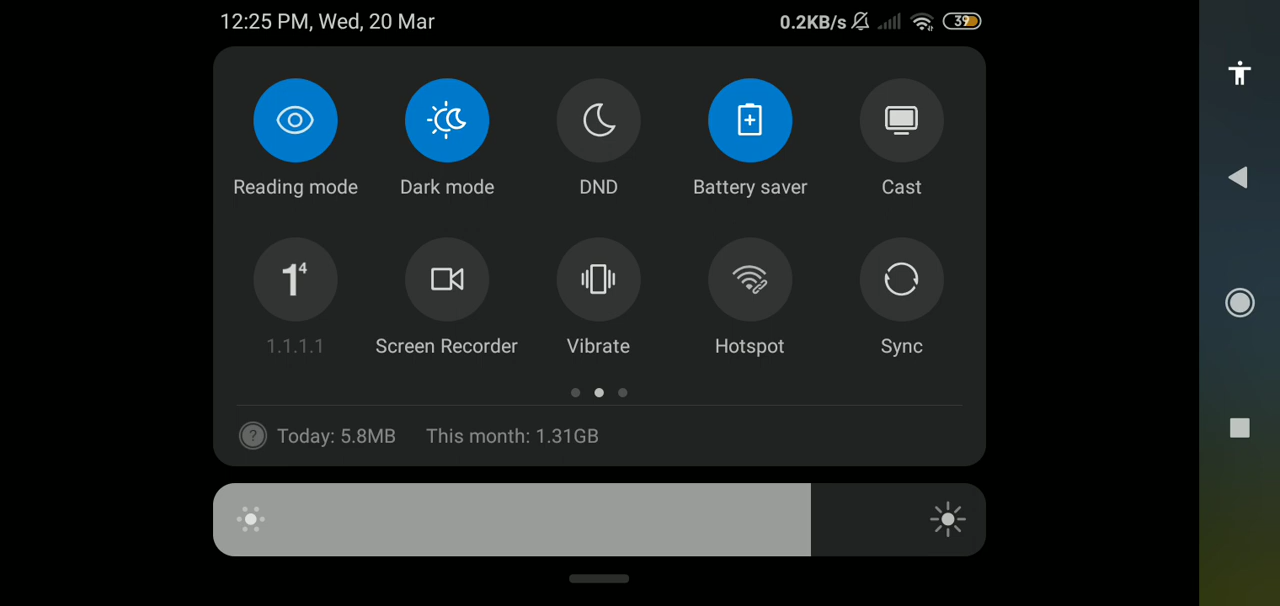 12:25 PM, Wed, 20 Mar 0.2KB/s 39
Reading mode Dark mode DND Battery saver Cast
1⁴
1.1.1.1 Screen Recorder Vibrate Hotspot Sync
? Today: 5.8MB This month: 1.31GB